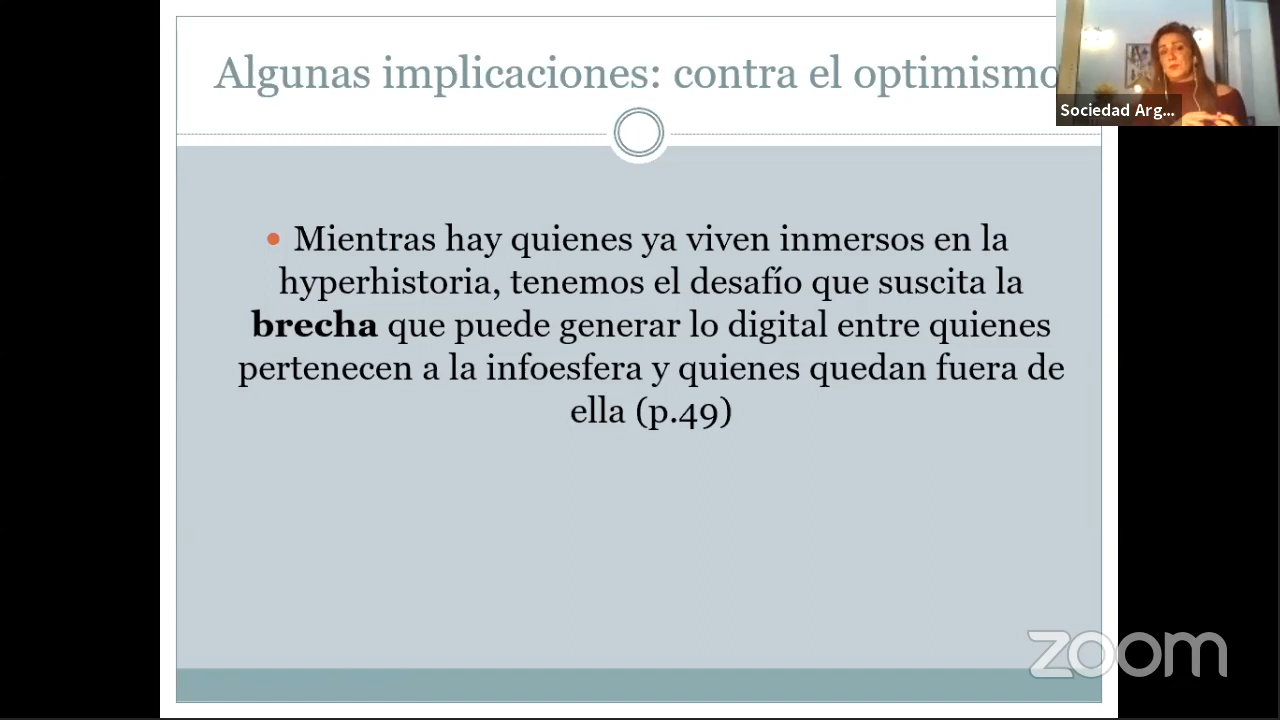 Algunas implicaciones: contra el optimismo
Sociedad Arg...
• Mientras hay quienes ya viven inmersos en la
hyperhistoria, tenemos el desafío que suscita la
brecha que puede generar lo digital entre quienes
pertenecen a la infoesfera y quienes quedan fuera de
ella (p.49)
zoom